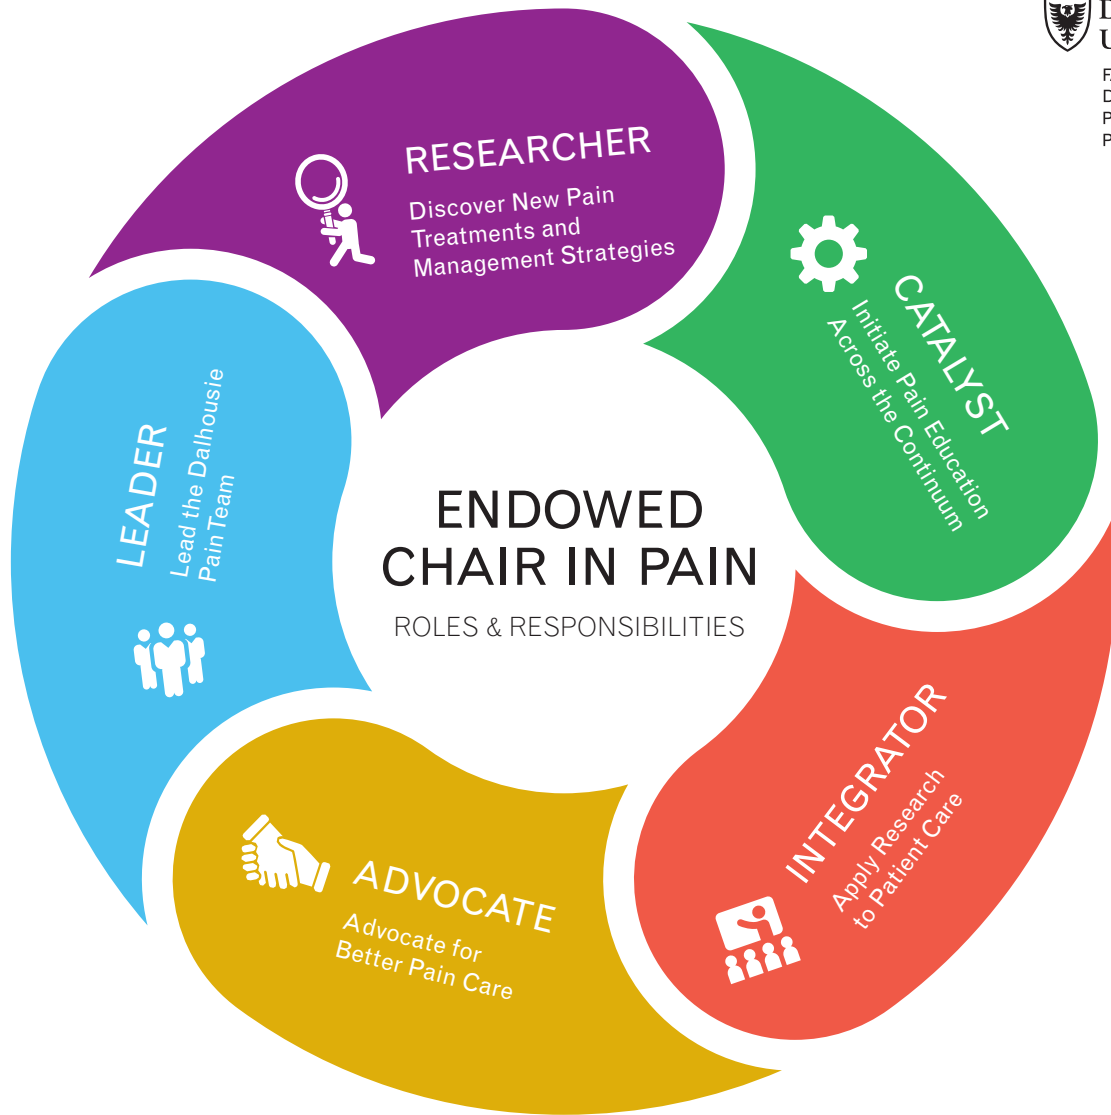 RESEARCHER
Discover New Pain
Treatments and
Management Strategies
CATALYST
Initiate Pain Education
Across the Continuum
INTEGRATOR
Apply Research
to Patient Care
ADVOCATE
Advocate for
Better Pain Care
LEADER
Lead the Dalhousie
Pain Team
ENDOWED
CHAIR IN PAIN
ROLES & RESPONSIBILITIES